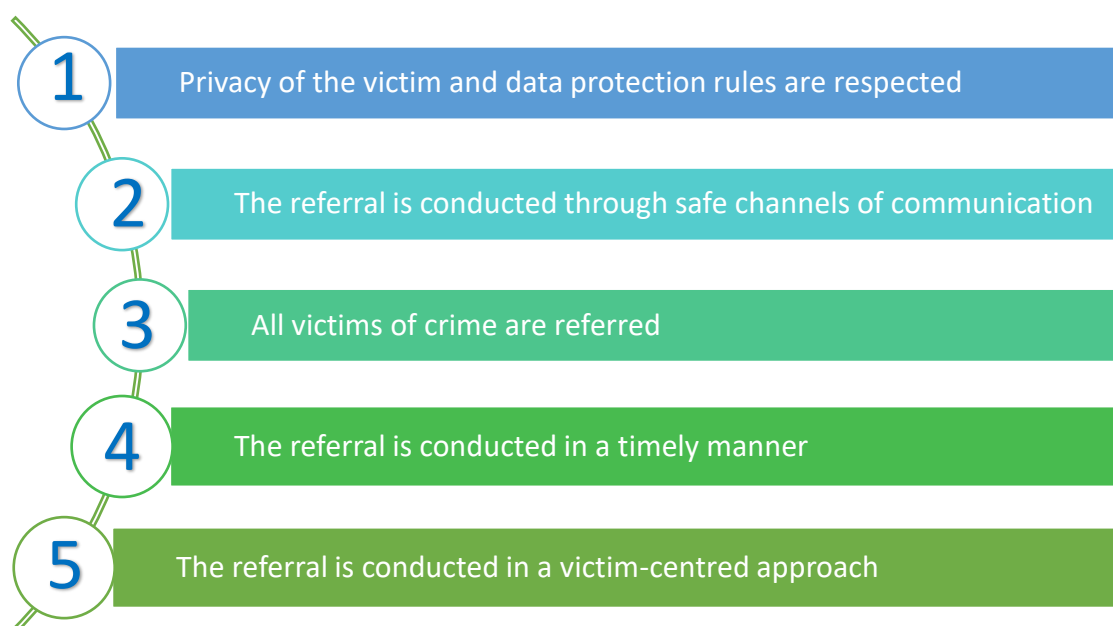 1
Privacy of the victim and data protection rules are respected
2
The referral is conducted through safe channels of communication
3
All victims of crime are referred
4
The referral is conducted in a timely manner
5
The referral is conducted in a victim-centred approach